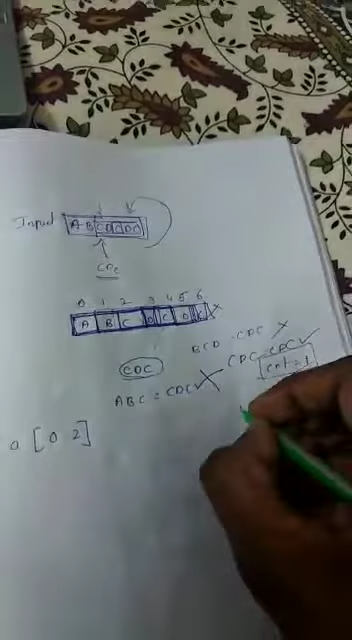 Input ABCDCDC
CDC
0 1 2 3 4 5 6
A B C D C D C X
CDC
BCD = CDC X
CDC = CDC ✓
cnt=1
ABC = CDC X
a [0 2]